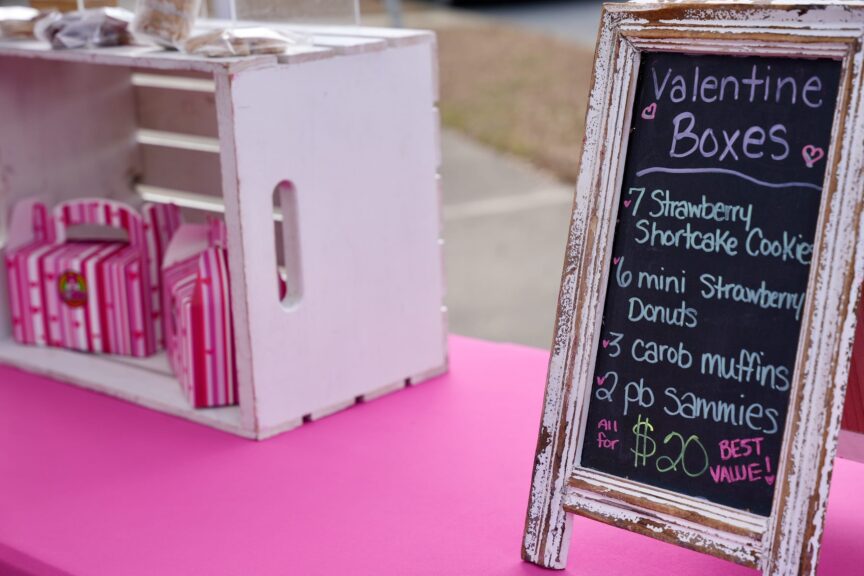 Valentine
Boxes
7 Strawberry
Shortcake Cookies
6 mini Strawberry
Donuts
3 carob muffins
2 pb sammies
All for $20 BEST VALUE!